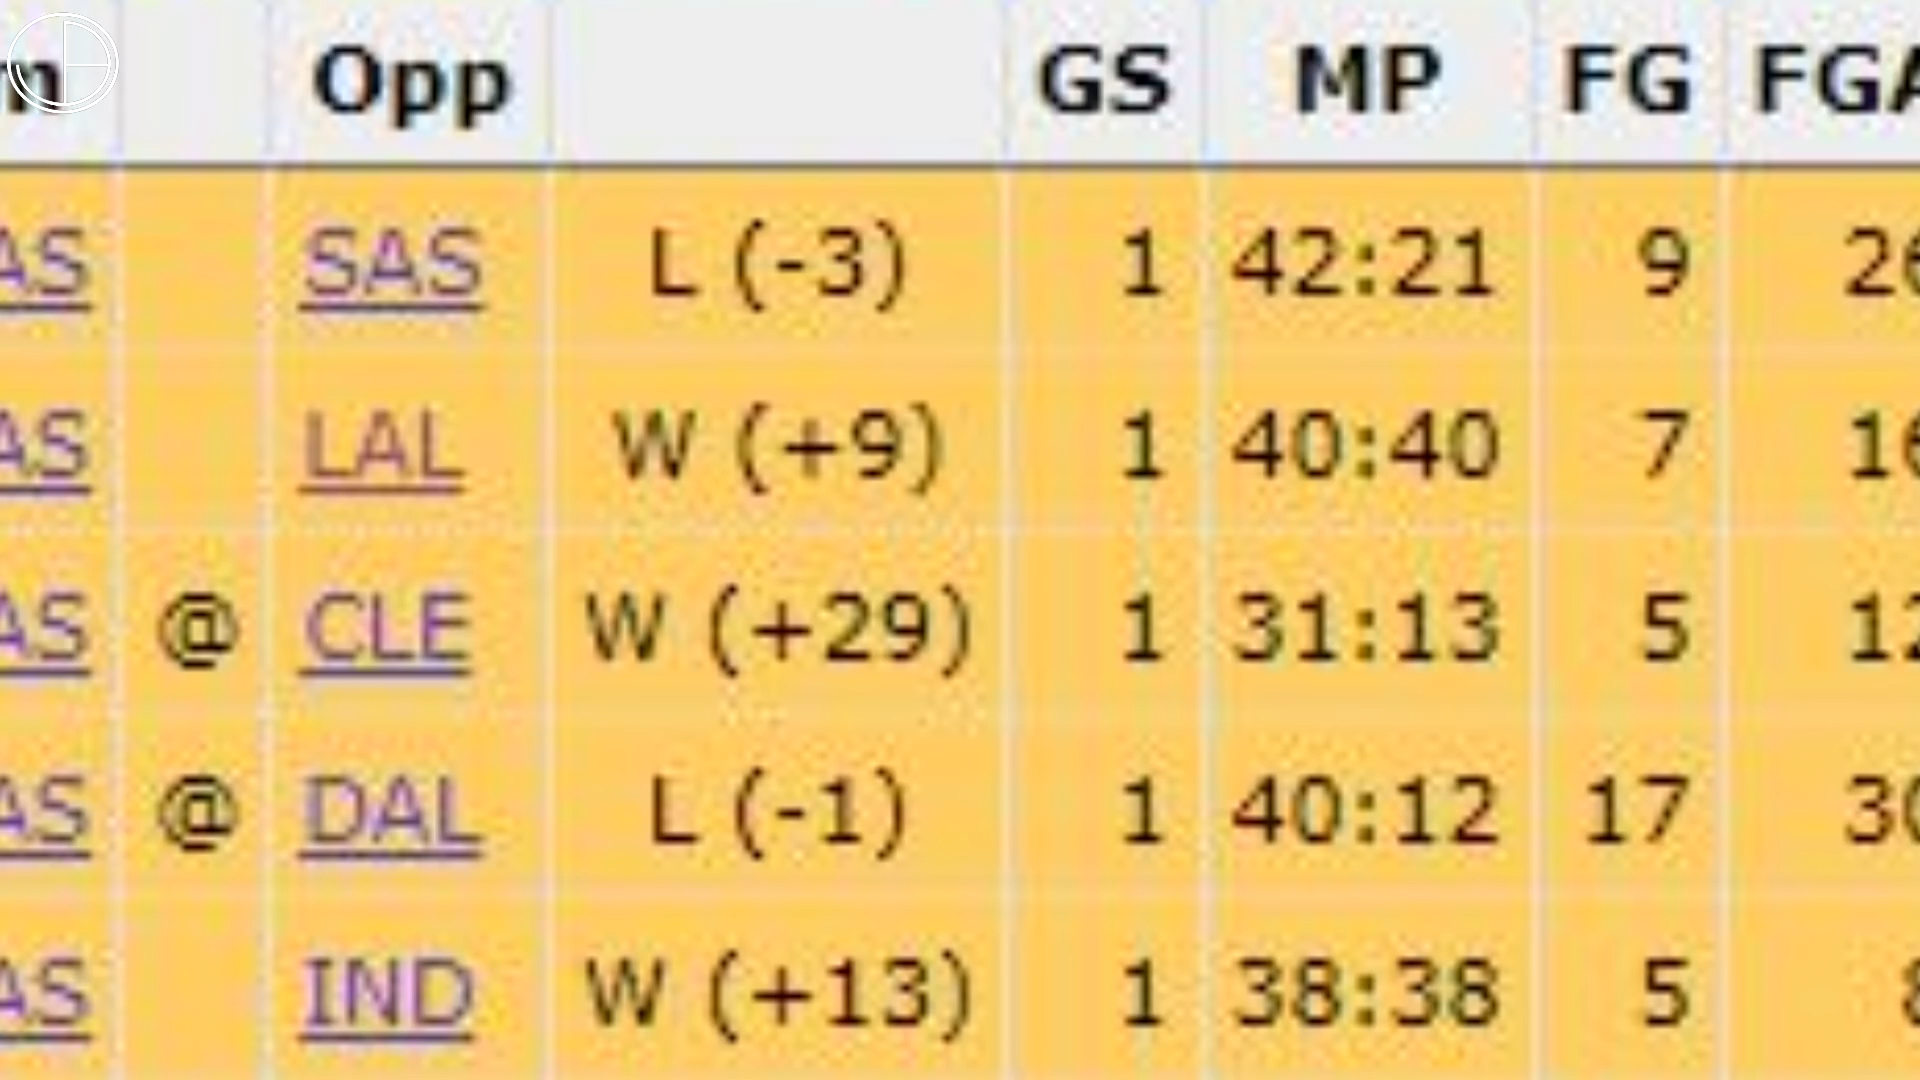 m Opp GS MP FG FGA
AS SAS L (-3) 1 42:21 9 26
AS LAL W (+9) 1 40:40 7 16
AS @ CLE W (+29) 1 31:13 5 12
AS @ DAL L (-1) 1 40:12 17 30
AS IND W (+13) 1 38:38 5 8